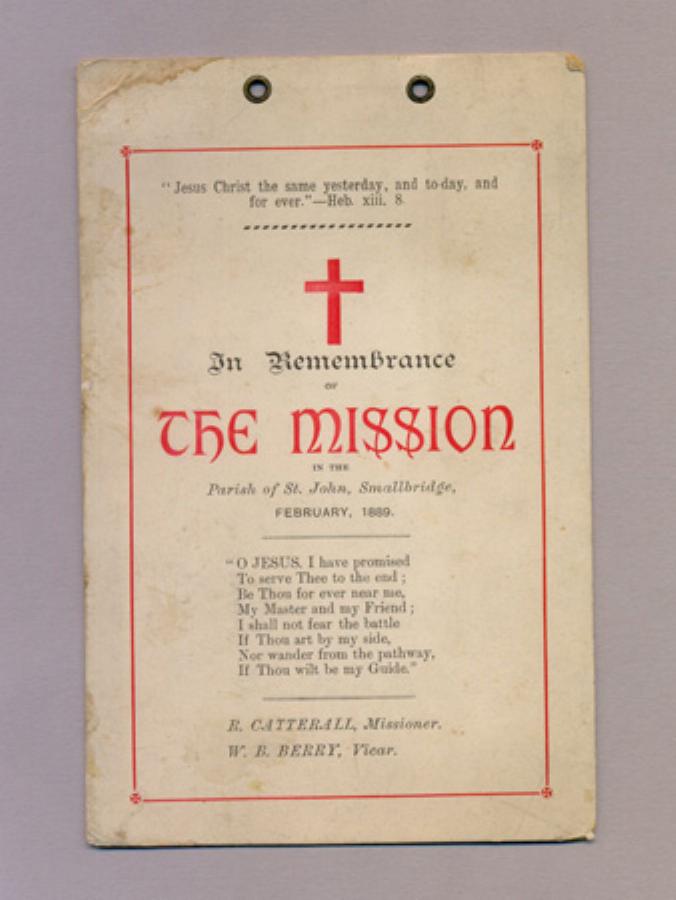 "Jesus Christ the same yesterday, and to-day, and
for ever."—Heb. xiii. 8.
In Remembrance
OF
THE MISSION
IN THE
Parish of St. John, Smallbridge,
FEBRUARY, 1889.
"O JESUS, I have promised
To serve Thee to the end;
Be Thou for ever near me,
My Master and my Friend;
I shall not fear the battle
If Thou art by my side,
Nor wander from the pathway,
If Thou wilt be my Guide."
R. CATTERALL, Missioner.
W. B. BERRY, Vicar.